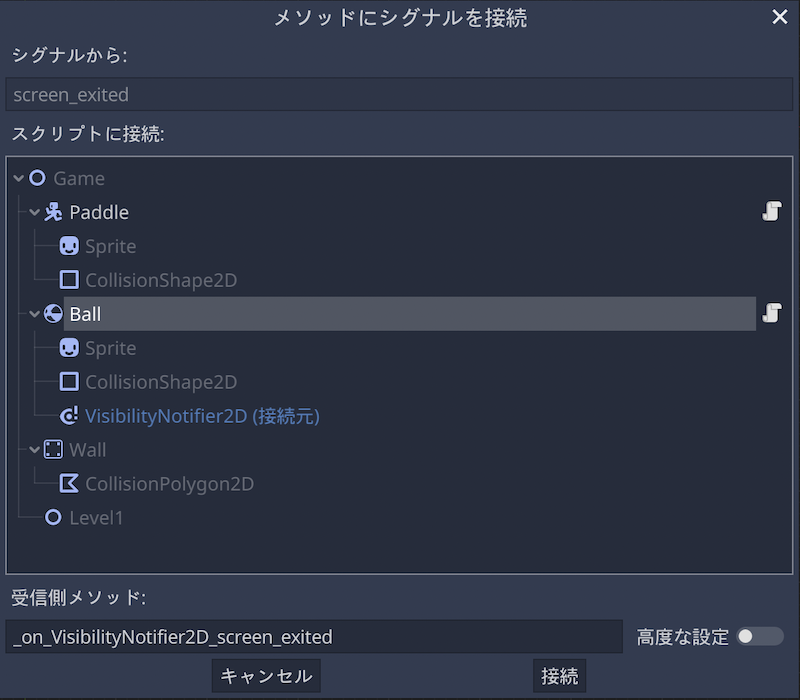 メソッドにシグナルを接続
シグナルから:
screen_exited
スクリプトに接続:
Game
Paddle
Sprite
CollisionShape2D
Ball
Sprite
CollisionShape2D
VisibilityNotifier2D (接続元)
Wall
CollisionPolygon2D
Level1
受信側メソッド:
_on_VisibilityNotifier2D_screen_exited 高度な設定
キャンセル 接続